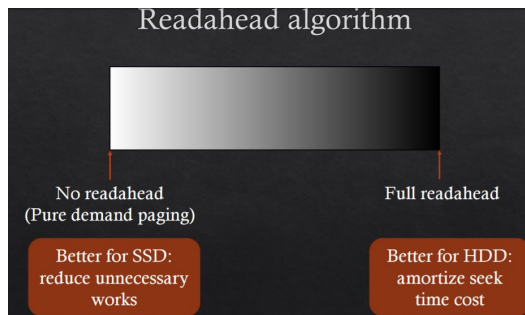 Readahead algorithm
No readahead
(Pure demand paging)
Full readahead
Better for SSD:
reduce unnecessary
works
Better for HDD:
amortize seek
time cost